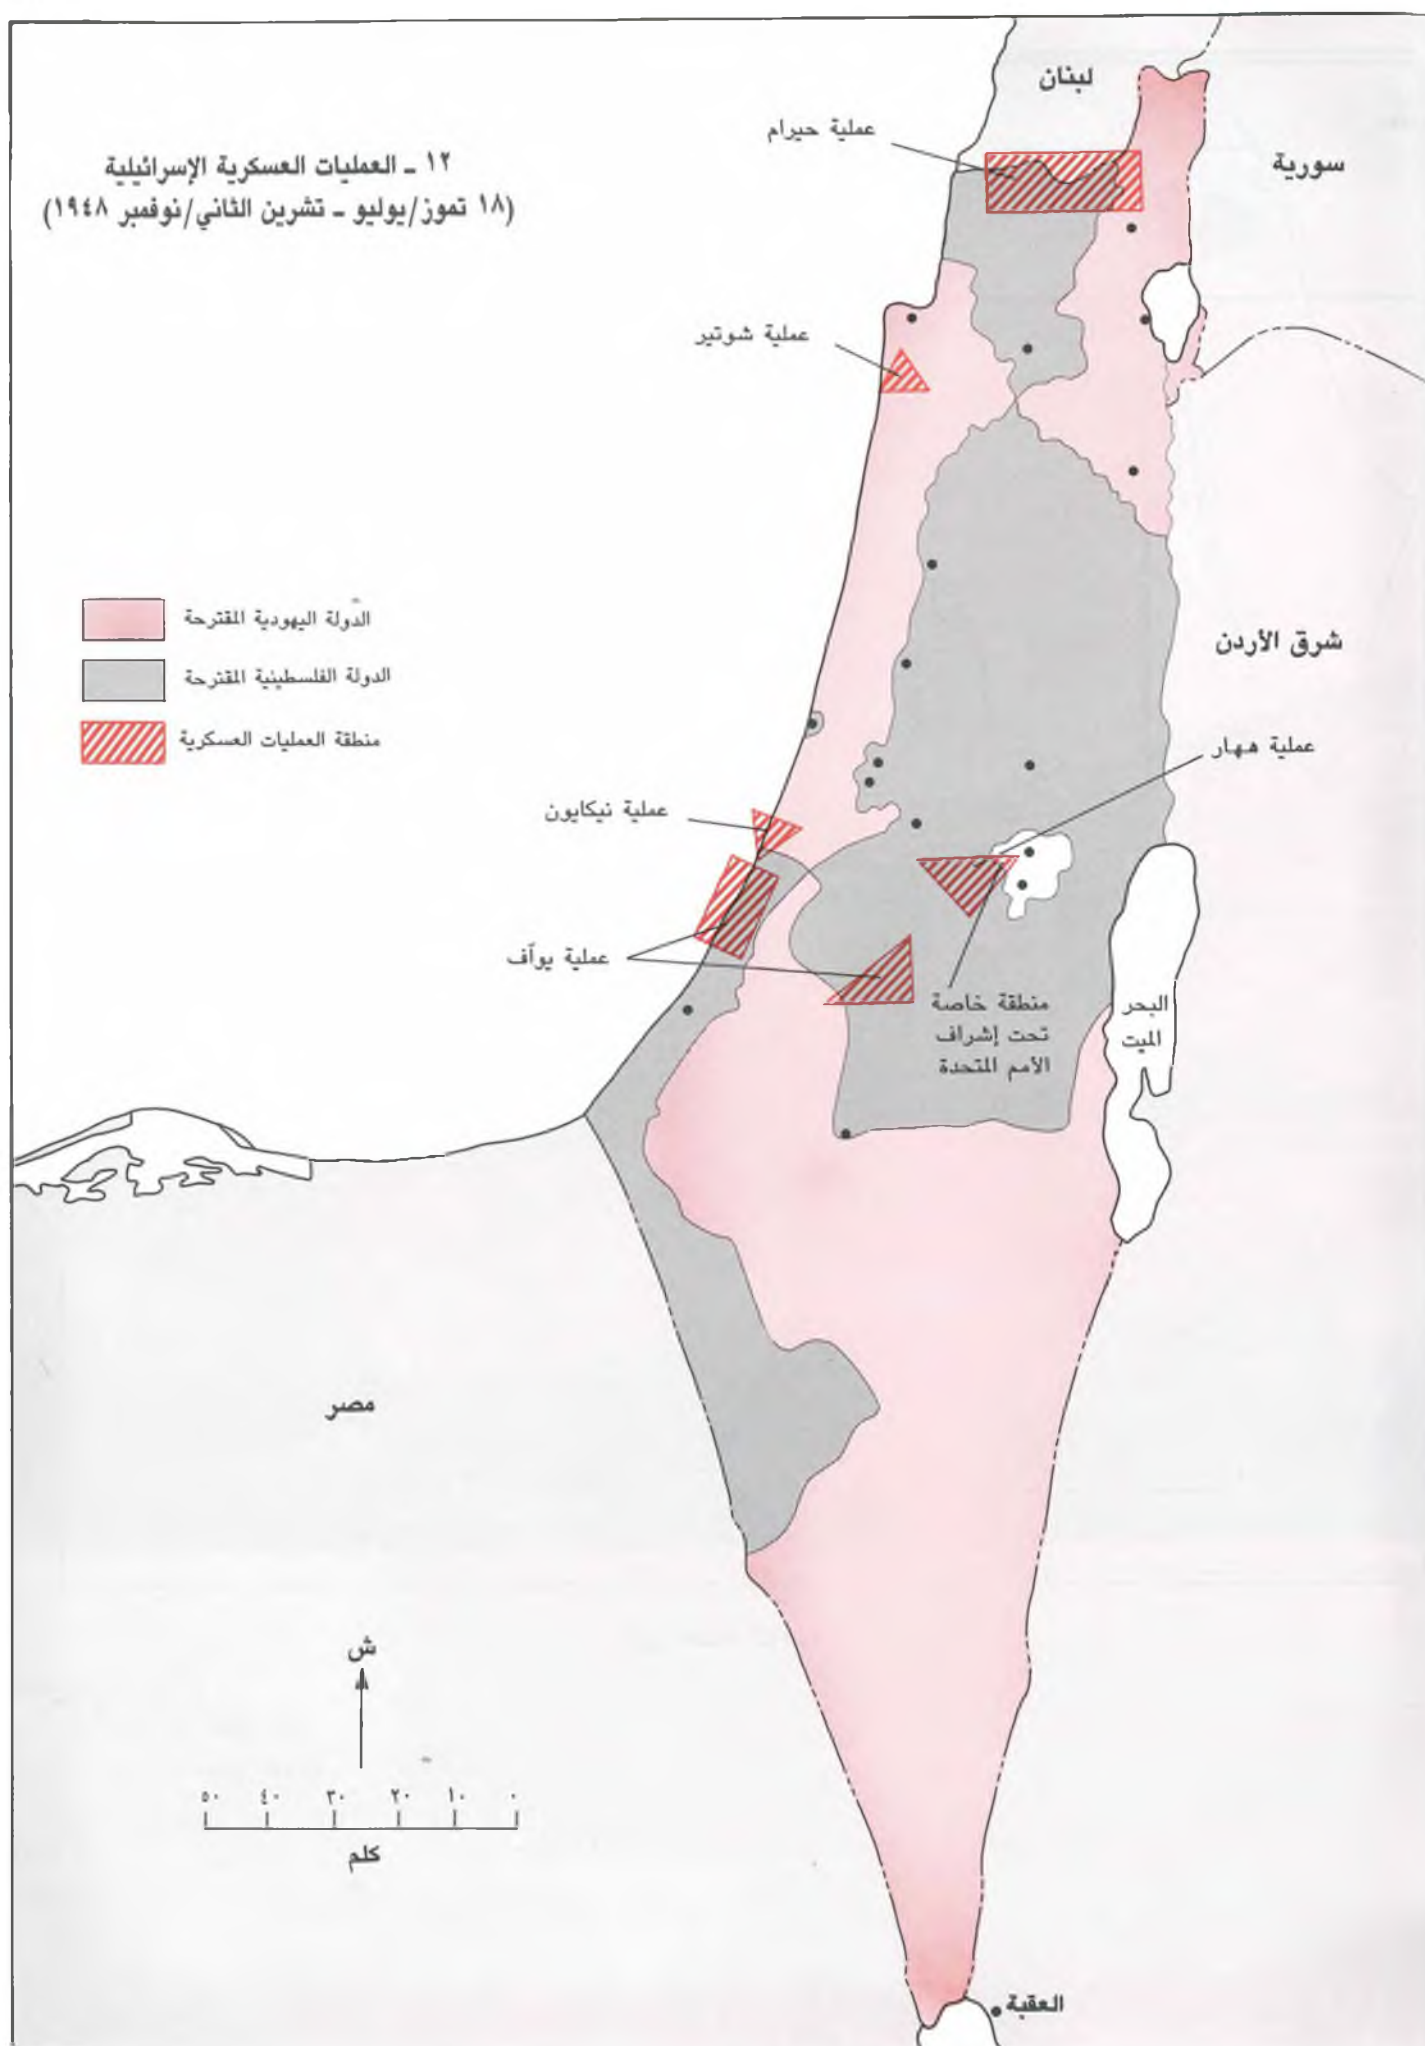 ١٢ ـ العمليات العسكرية الإسرائيلية
(١٨ تموز/يوليو ـ تشرين الثاني/نوفمبر ١٩٤٨)
لبنان
سورية
عملية حيرام
عملية شوتير
الدولة اليهودية المقترحة
الدولة الفلسطينية المقترحة
منطقة العمليات العسكرية
شرق الأردن
عملية ههار
عملية نيكايون
عملية يوآف
منطقة خاصة
تحت إشراف
الأمم المتحدة
البحر
الميت
مصر
ش
٥٠ ٤٠ ٣٠ ٢٠ ١٠ ٠
كلم
العقبة